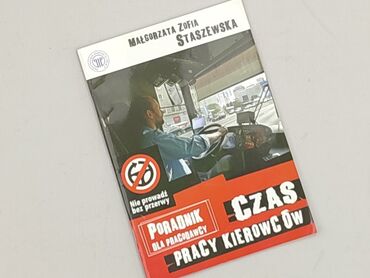 MAŁGORZATA ZOFIA
STASZEWSKA
Nie prowadź
bez przerwy
PORADNIK
DLA PRACODAWCY
CZAS
PRACY KIEROWCÓW